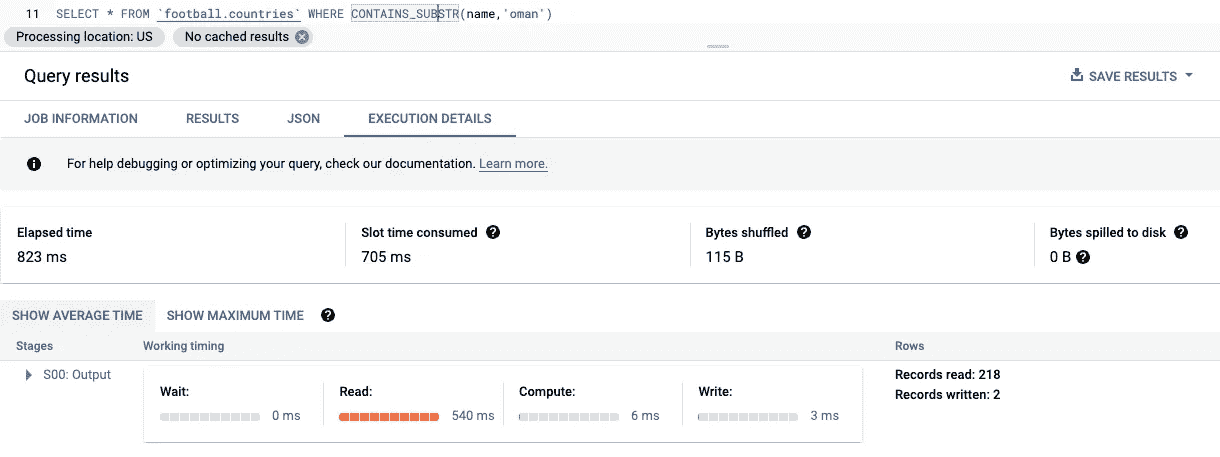 11 SELECT * FROM `football.countries` WHERE CONTAINS_SUBSTR(name,'oman')
Processing location: US No cached results
Query results SAVE RESULTS
JOB INFORMATION RESULTS JSON EXECUTION DETAILS
For help debugging or optimizing your query, check our documentation. Learn more.
Elapsed time Slot time consumed Bytes shuffled Bytes spilled to disk
823 ms 705 ms 115 B 0 B
SHOW AVERAGE TIME SHOW MAXIMUM TIME
Stages Working timing Rows
S00: Output Wait: Read: Compute: Write: Records read: 218
0 ms 540 ms 6 ms 3 ms Records written: 2